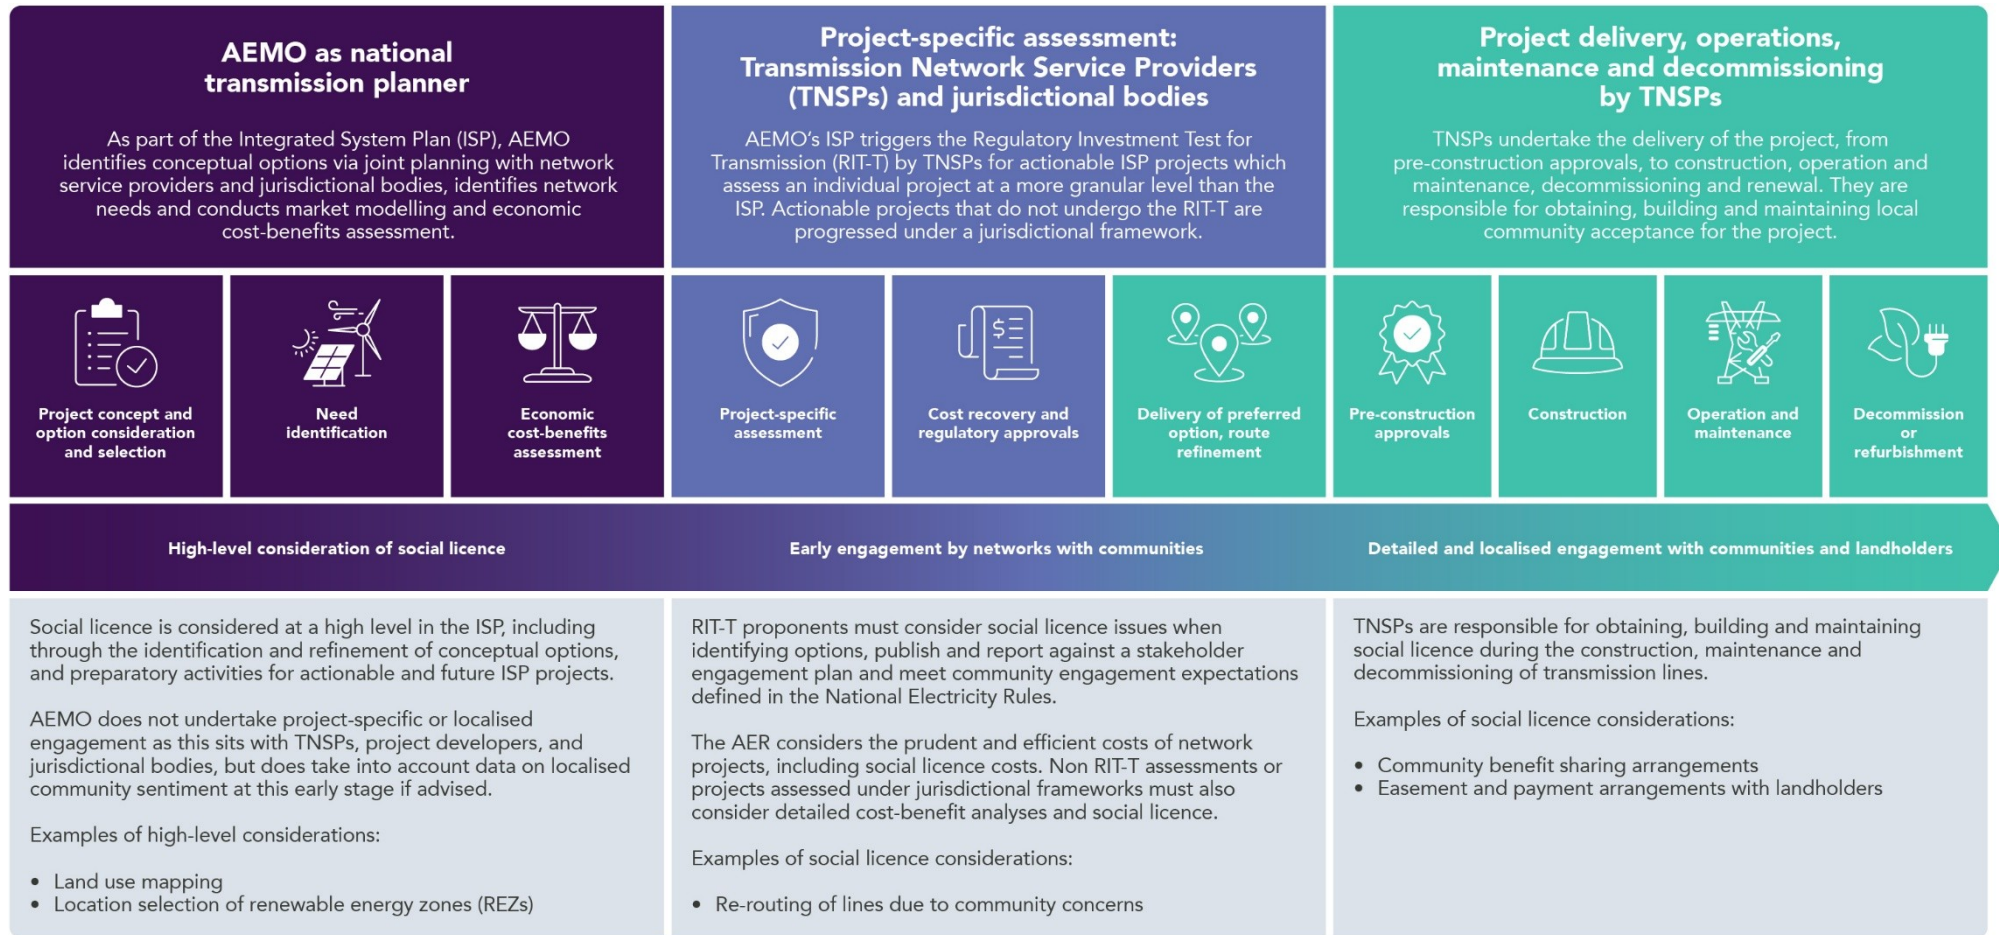 AEMO as national
transmission planner
As part of the Integrated System Plan (ISP), AEMO
identifies conceptual options via joint planning with network
service providers and jurisdictional bodies, identifies network
needs and conducts market modelling and economic
cost-benefits assessment.
Project-specific assessment:
Transmission Network Service Providers
(TNSPs) and jurisdictional bodies
AEMO's ISP triggers the Regulatory Investment Test for
Transmission (RIT-T) by TNSPs for actionable ISP projects which
assess an individual project at a more granular level than the
ISP. Actionable projects that do not undergo the RIT-T are
progressed under a jurisdictional framework.
Project delivery, operations,
maintenance and decommissioning
by TNSPs
TNSPs undertake the delivery of the project, from
pre-construction approvals, to construction, operation and
maintenance, decommissioning and renewal. They are
responsible for obtaining, building and maintaining local
community acceptance for the project.
Project concept and
option consideration
and selection
Need
identification
Economic
cost-benefits
assessment
Project-specific
assessment
$
Cost recovery and
regulatory approvals
Delivery of preferred
option, route
refinement
Pre-construction
approvals
Construction
Operation and
maintenance
Decommission
or
refurbishment
High-level consideration of social licence
Early engagement by networks with communities
Detailed and localised engagement with communities and landholders
Social licence is considered at a high level in the ISP, including
through the identification and refinement of conceptual options,
and preparatory activities for actionable and future ISP projects.
AEMO does not undertake project-specific or localised
engagement as this sits with TNSPs, project developers, and
jurisdictional bodies, but does take into account data on localised
community sentiment at this early stage if advised.
Examples of high-level considerations:
• Land use mapping
• Location selection of renewable energy zones (REZs)
RIT-T proponents must consider social licence issues when
identifying options, publish and report against a stakeholder
engagement plan and meet community engagement expectations
defined in the National Electricity Rules.
The AER considers the prudent and efficient costs of network
projects, including social licence costs. Non RIT-T assessments or
projects assessed under jurisdictional frameworks must also
consider detailed cost-benefit analyses and social licence.
Examples of social licence considerations:
• Re-routing of lines due to community concerns
TNSPs are responsible for obtaining, building and maintaining
social licence during the construction, maintenance and
decommissioning of transmission lines.
Examples of social licence considerations:
• Community benefit sharing arrangements
• Easement and payment arrangements with landholders